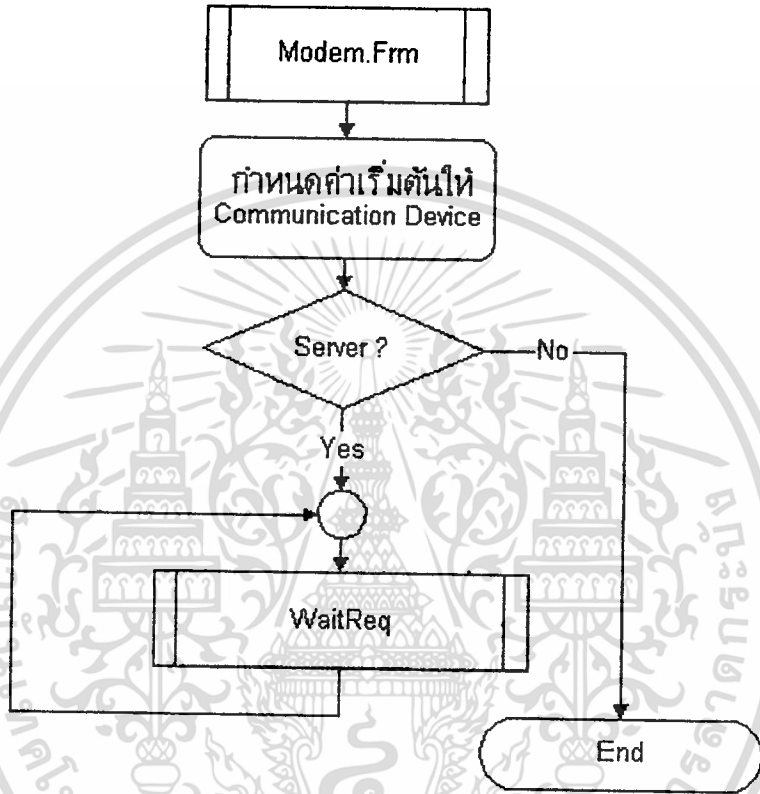 Modem.Frm
กำหนดค่าเริ่มต้นให้
Communication Device
Server ?
No
Yes
WaitReq
End